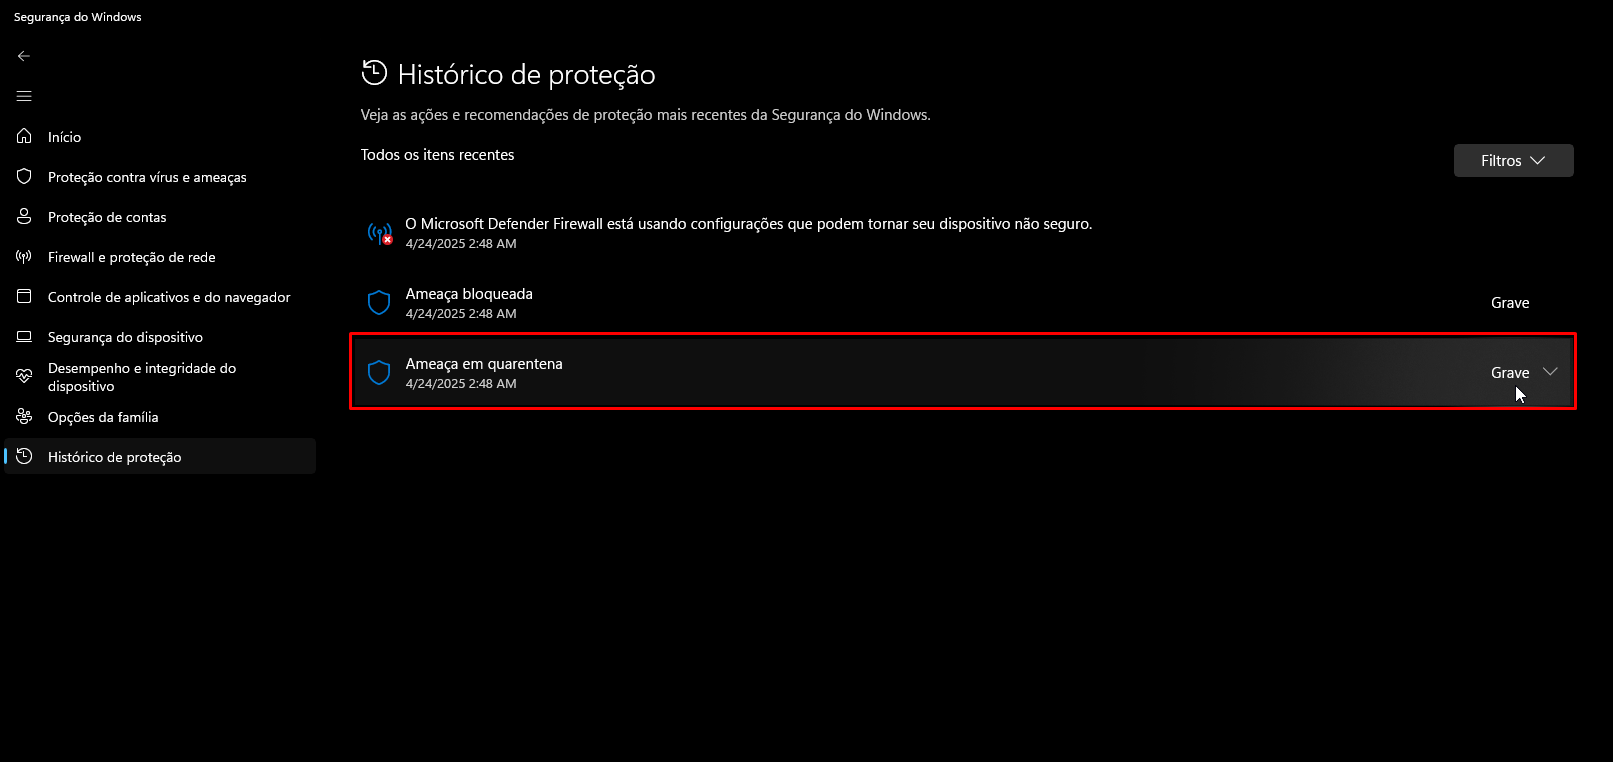 Segurança do Windows
Início
Proteção contra vírus e ameaças
Proteção de contas
Firewall e proteção de rede
Controle de aplicativos e do navegador
Segurança do dispositivo
Desempenho e integridade do
dispositivo
Opções da família
Histórico de proteção
Histórico de proteção
Veja as ações e recomendações de proteção mais recentes da Segurança do Windows.
Todos os itens recentes
Filtros
O Microsoft Defender Firewall está usando configurações que podem tornar seu dispositivo não seguro.
4/24/2025 2:48 AM
Ameaça bloqueada
4/24/2025 2:48 AM
Grave
Ameaça em quarentena
4/24/2025 2:48 AM
Grave